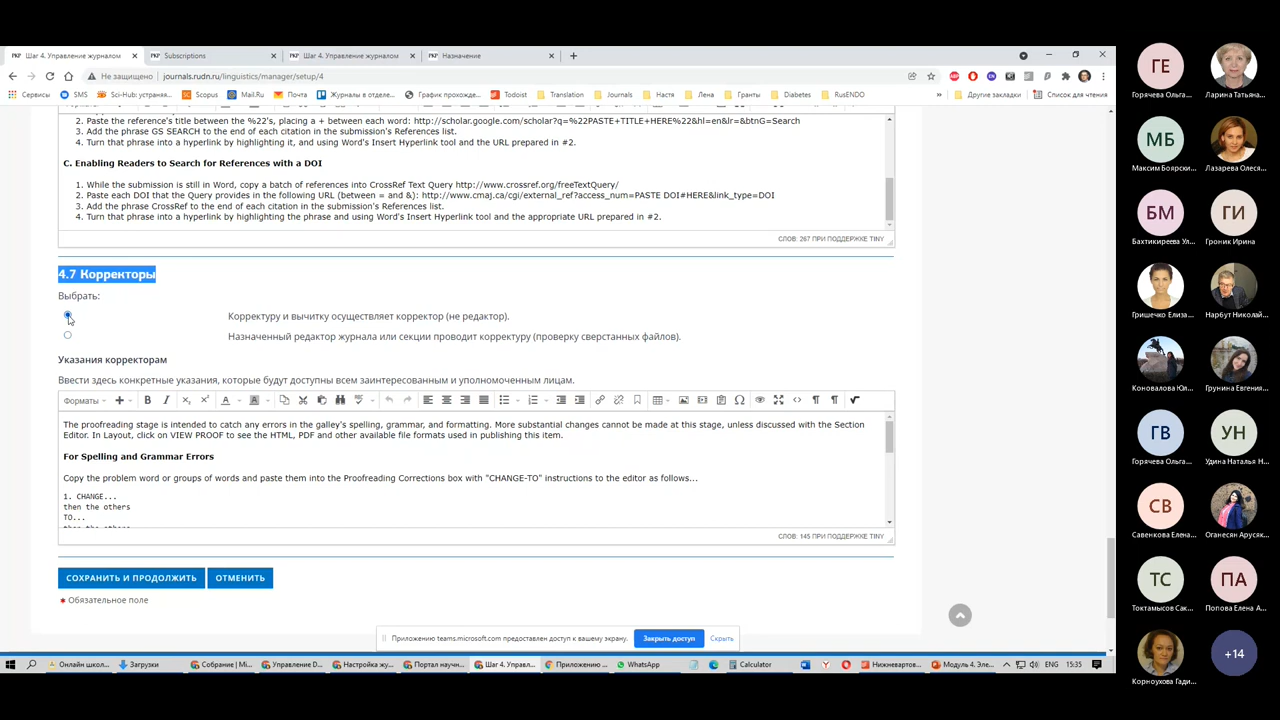 Шаг 4. Управление журналом
Subscriptions
Шаг 4. Управление журналом
Назначение
Не защищено
journals.rudn.ru/linguistics/manager/setup/4
Сервисы
SMS
Sci-Hub: устраня...
Scopus
Mail.Ru
Почта
Журналы в отделе...
График прохожде...
Todoist
Translation
Journals
Настя
Лена
Гранты
Diabetes
RusENDO
»
Другие закладки
Список для чтения
2. Paste the reference's title between the %22's, placing a + between each word: http://scholar.google.com/scholar?q=%22PASTE+TITLE+HERE%22&hl=en&lr=&btnG=Search
3. Add the phrase GS SEARCH to the end of each citation in the submission's References list.
4. Turn that phrase into a hyperlink by highlighting it, and using Word's Insert Hyperlink tool and the URL prepared in #2.
C. Enabling Readers to Search for References with a DOI
1. While the submission is still in Word, copy a batch of references into CrossRef Text Query http://www.crossref.org/freeTextQuery/
2. Paste each DOI that the Query provides in the following URL (between = and &): http://www.cmaj.ca/cgi/external_ref?access_num=PASTE DOI#HERE&link_type=DOI
3. Add the phrase CrossRef to the end of each citation in the submission's References list.
4. Turn that phrase into a hyperlink by highlighting the phrase and using Word's Insert Hyperlink tool and the appropriate URL prepared in #2.
СЛОВ: 267 ПРИ ПОДДЕРЖКЕ TINY
4.7 Корректоры
Выбрать:
Корректуру и вычитку осуществляет корректор (не редактор).
Назначенный редактор журнала или секции проводит корректуру (проверку сверстанных файлов).
Указания корректорам
Ввести здесь конкретные указания, которые будут доступны всем заинтересованным и уполномоченным лицам.
Форматы
The proofreading stage is intended to catch any errors in the galley's spelling, grammar, and formatting. More substantial changes cannot be made at this stage, unless discussed with the Section
Editor. In Layout, click on VIEW PROOF to see the HTML, PDF and other available file formats used in publishing this item.
For Spelling and Grammar Errors
Copy the problem word or groups of words and paste them into the Proofreading Corrections box with "CHANGE-TO" instructions to the editor as follows...
1. CHANGE...
then the others
TO...
СЛОВ: 145 ПРИ ПОДДЕРЖКЕ TINY
СОХРАНИТЬ И ПРОДОЛЖИТЬ
ОТМЕНИТЬ
* Обязательное поле
Приложению teams.microsoft.com предоставлен доступ к вашему экрану.
Закрыть доступ
Скрыть
Онлайн школ...
Загрузки
Собрание | Mi...
Управление D...
Настройка жу...
Портал научн...
Шаг 4. Управл...
Приложению ...
WhatsApp
Calculator
Нижневартов...
Модуль 4. Эле...
ENG
15:35
ГЕ
Горячева Ольга...
Ларина Татьяна...
МБ
Максим Боярски...
Лазарева Олеся...
БМ
Бахтикиреева Ул...
ГИ
Гроник Ирина
Гришечко Елиза...
Нарбут Николай...
Коновалова Юл...
Грунина Евгения...
ГВ
Горячева Ольга...
УН
Удина Наталья Н...
СВ
Савенкова Елена...
Оганесян Арусяк...
ТС
Токтамысов Сак...
ПА
Попова Елена А...
Корноухова Гади...
+14